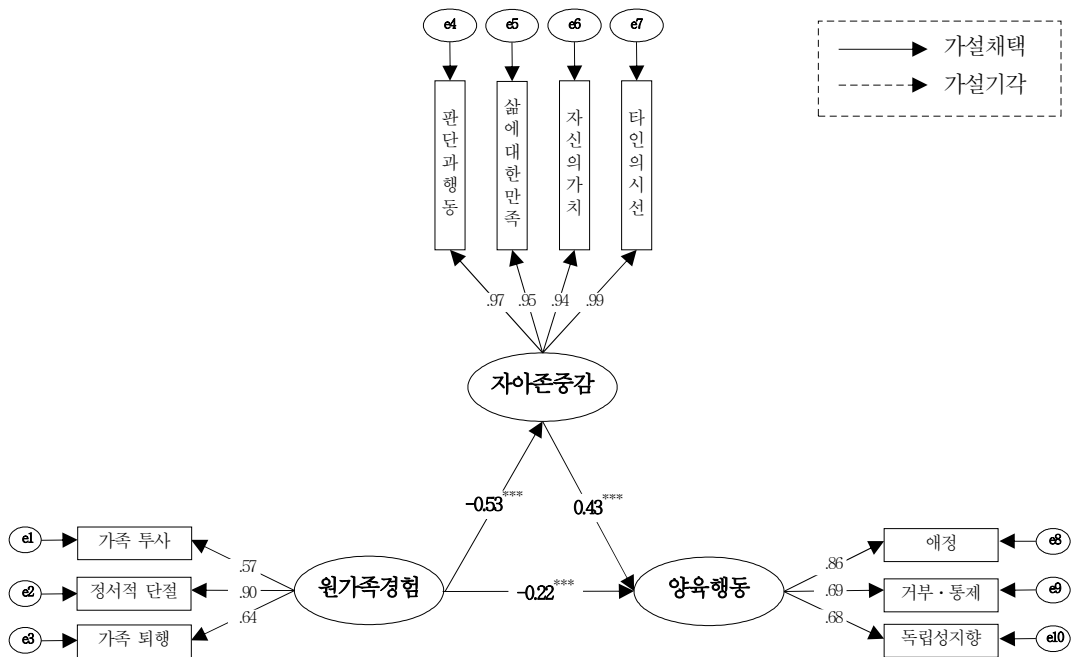 e4
e5
e6
e7
가설채택
가설기각
판단과행동
삶에대한만족
자신의가치
타인의시선
.97
.95
.94
.99
자아존중감
-0.53***
0.43***
e1
가족 투사
.57
e2
정서적 단절
.90
e3
가족 퇴행
.64
원가족경험
-0.22***
양육행동
.86
애정
e8
.69
거부·통제
e9
.68
독립성지향
e10